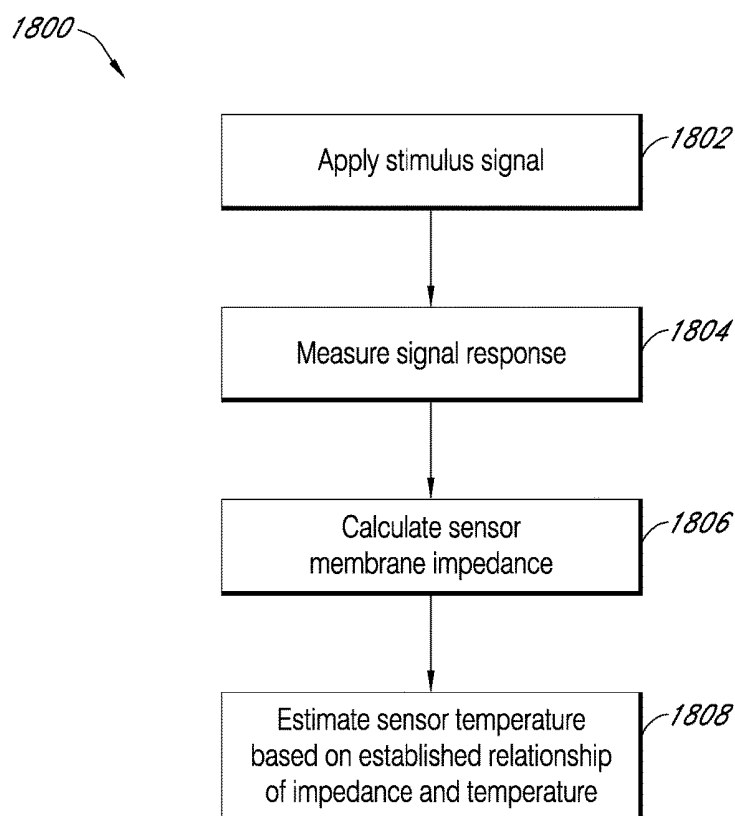 1800
Apply stimulus signal
1802
Measure signal response
1804
Calculate sensor
membrane impedance
1806
Estimate sensor temperature
based on established relationship
of impedance and temperature
1808